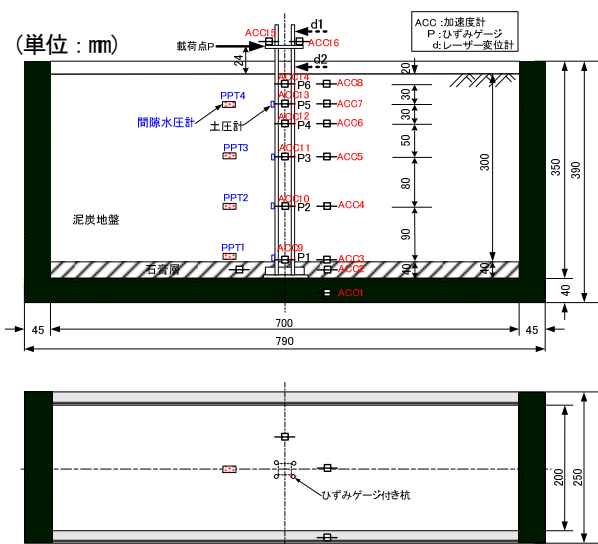 (単位：㎜)
ACC：加速度計
P：ひずみゲージ
d：レーザー変位計
ACC15
d1
載荷点P
ACC16
24
d2
20
ACC14
P6
ACC8
PPT4
ACC13
P5
ACC7
30
間隙水圧計
土圧計
ACC12
P4
ACC6
30
PPT3
ACC11
P3
ACC5
50
300
350
390
80
PPT2
ACC10
P2
ACC4
泥炭地盤
90
PPT1
ACC9
P1
ACC3
石膏層
ACC2
40
40
ACC1
40
45
700
45
790
200
250
ひずみゲージ付き杭